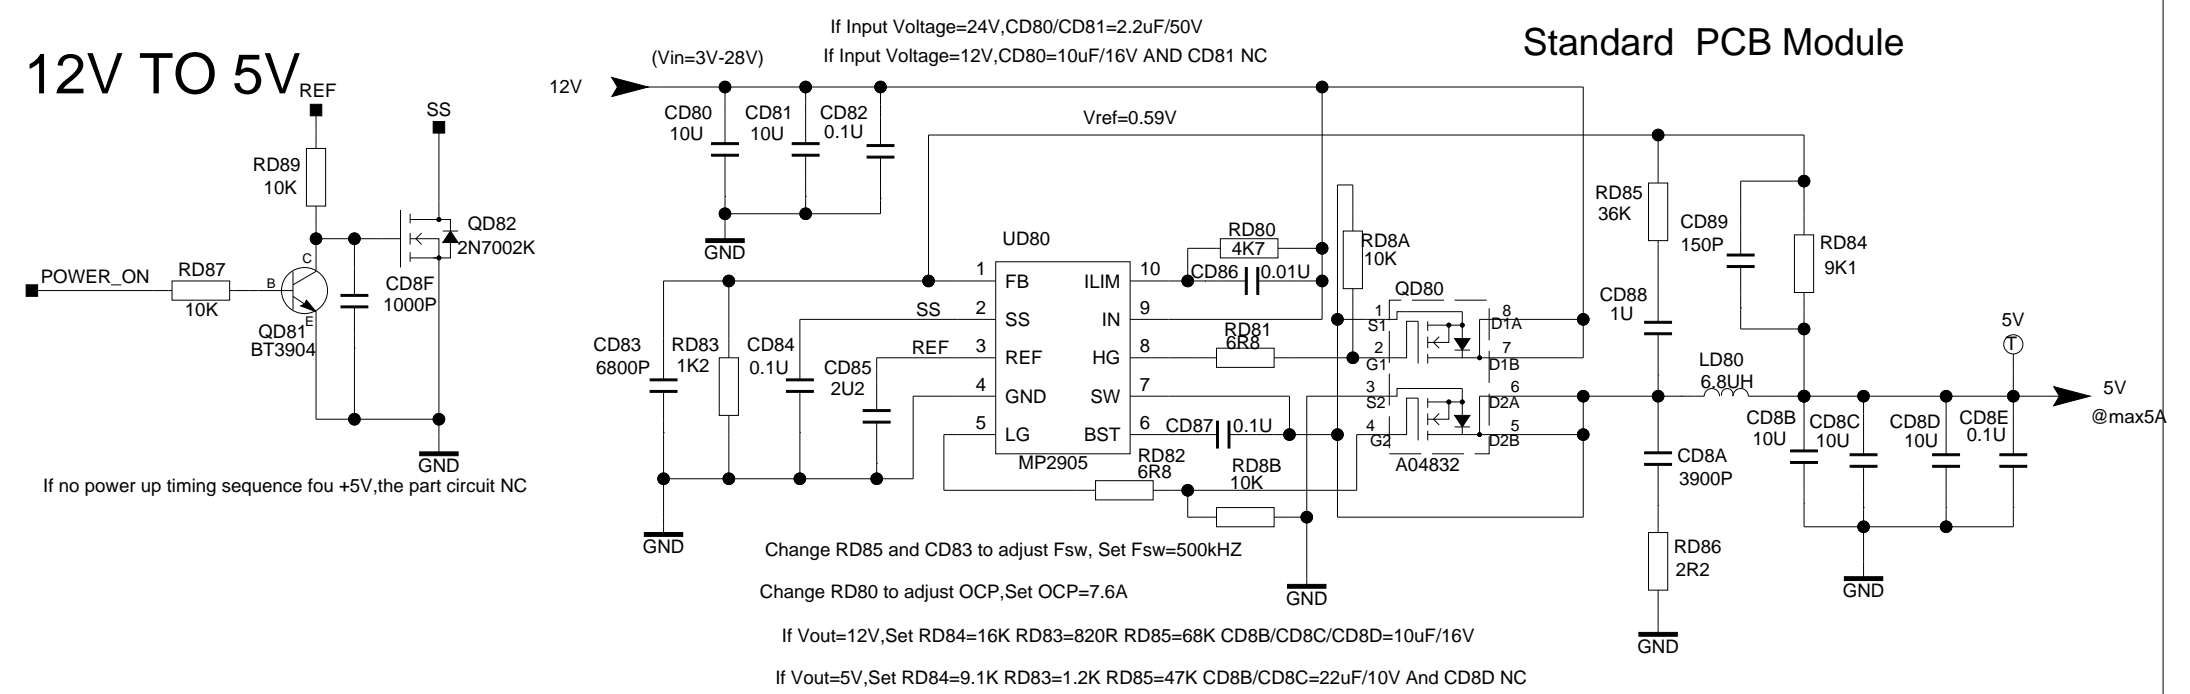 If Input Voltage=24V,CD80/CD81=2.2uF/50V
Standard PCB Module
12V TO 5V
(Vin=3V-28V)
If Input Voltage=12V,CD80=10uF/16V AND CD81 NC
REF
SS
RD89
10K
QD82
2N7002K
POWER_ON
RD87
10K
C
B
E
QD81
BT3904
CD8F
1000P
GND
If no power up timing sequence fou +5V,the part circuit NC
12V
CD80
10U
CD81
10U
CD82
0.1U
GND
Vref=0.59V
UD80
1
FB
2
SS
SS
3
REF
REF
4
GND
5
LG
10
ILIM
9
IN
8
HG
7
SW
6
BST
MP2905
CD83
6800P
RD83
1K2
CD84
0.1U
CD85
2U2
GND
RD80
4K7
CD86
0.01U
RD8A
10K
RD81
6R8
CD87
0.1U
RD82
6R8
RD8B
10K
QD80
1
S1
2
G1
3
S2
4
G2
8
D1A
7
D1B
6
D2A
5
D2B
A04832
GND
RD85
36K
CD88
1U
CD89
150P
RD84
9K1
LD80
6.8UH
CD8A
3900P
RD86
2R2
GND
CD8B
10U
CD8C
10U
CD8D
10U
CD8E
0.1U
GND
5V
T
5V
@max5A
Change RD85 and CD83 to adjust Fsw, Set Fsw=500kHZ
Change RD80 to adjust OCP,Set OCP=7.6A
If Vout=12V,Set RD84=16K RD83=820R RD85=68K CD8B/CD8C/CD8D=10uF/16V
If Vout=5V,Set RD84=9.1K RD83=1.2K RD85=47K CD8B/CD8C=22uF/10V And CD8D NC